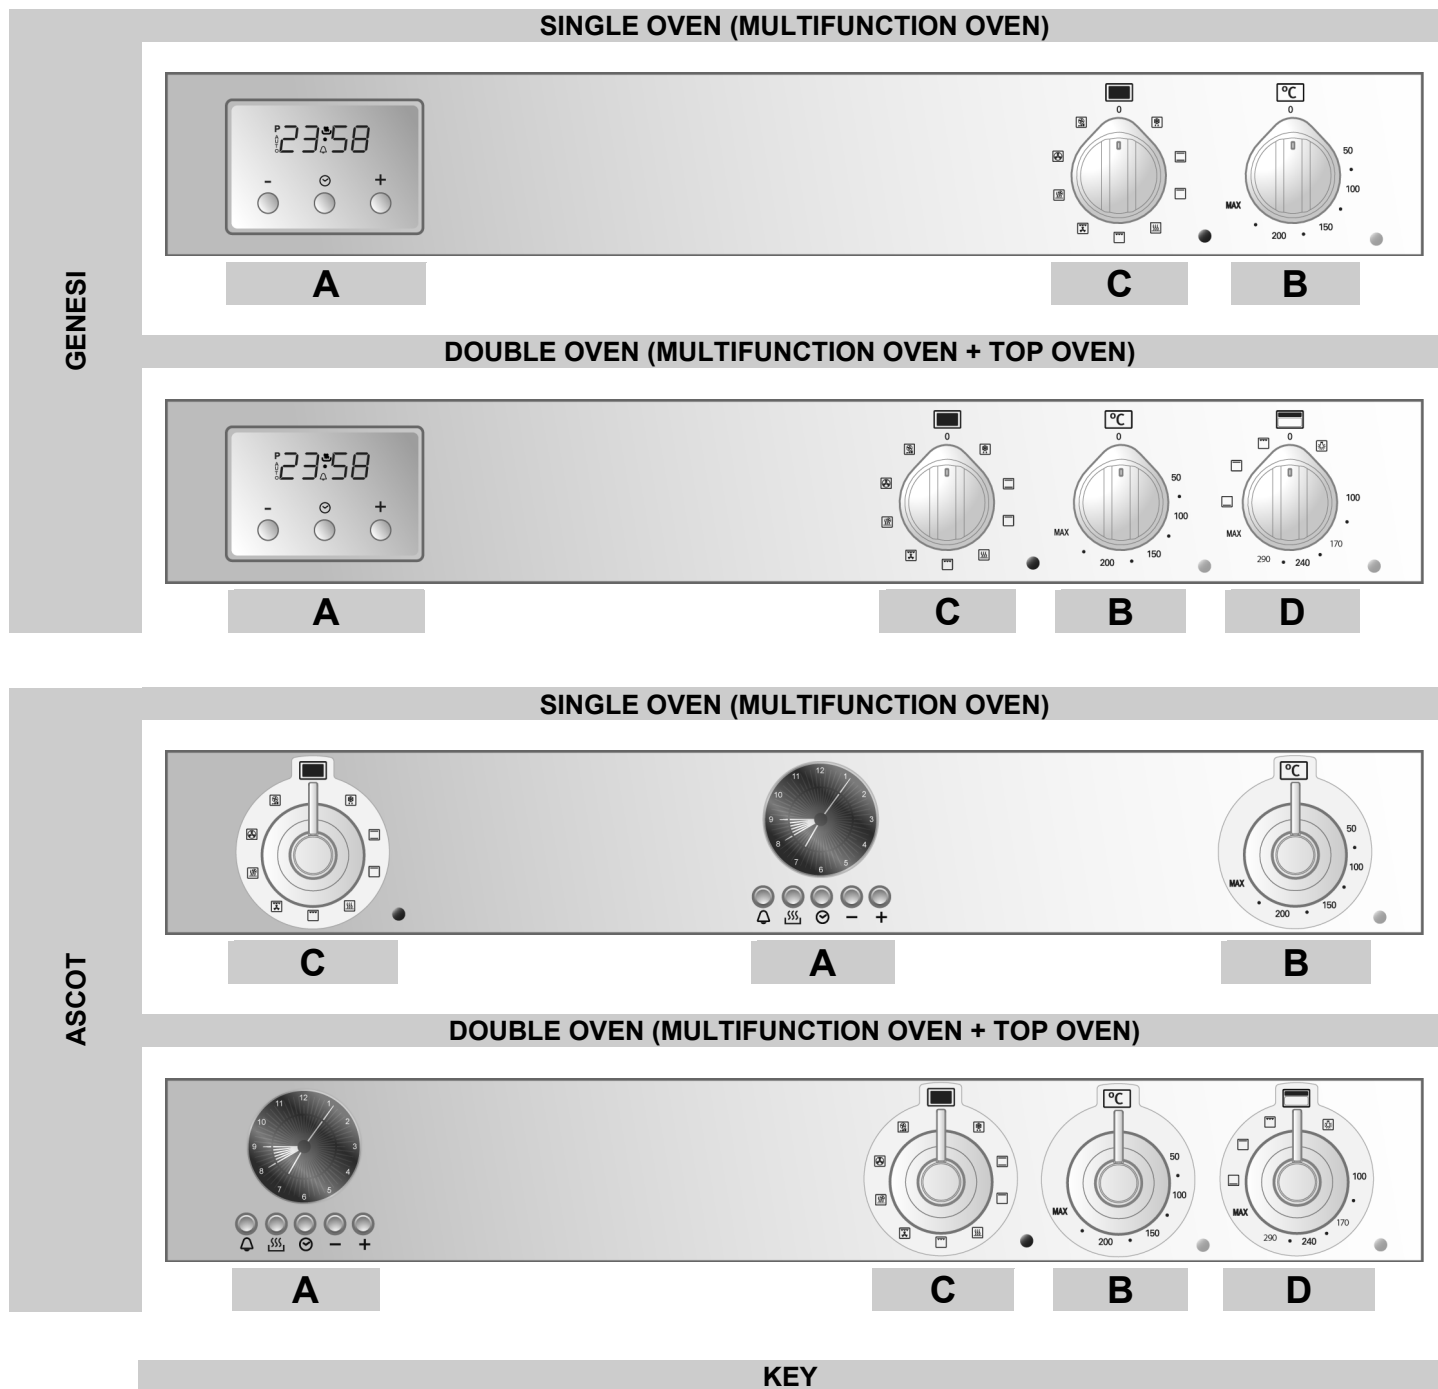 SINGLE OVEN (MULTIFUNCTION OVEN)
GENESI
P
AUTO
23:58
- +
°C
0
0
50
100
150
200
MAX
A C B
DOUBLE OVEN (MULTIFUNCTION OVEN + TOP OVEN)
P
AUTO
23:58
- +
°C
0
0
0
50
100
150
200
MAX
100
170
240
290
MAX
A C B D
ASCOT
SINGLE OVEN (MULTIFUNCTION OVEN)
12
1
2
3
4
5
6
7
8
9
10
11
- +
°C
50
100
150
200
MAX
C A B
DOUBLE OVEN (MULTIFUNCTION OVEN + TOP OVEN)
12
1
2
3
4
5
6
7
8
9
10
11
- +
°C
50
100
150
200
MAX
100
170
240
290
MAX
A C B D
KEY